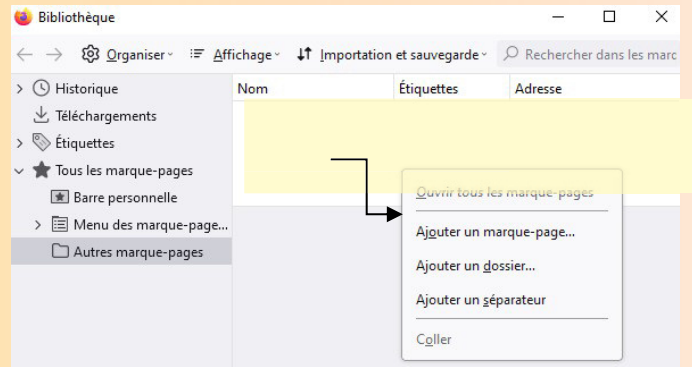 Bibliothèque
Organiser Affichage Importation et sauvegarde Rechercher dans les marc
Historique
Téléchargements
Étiquettes
Tous les marque-pages
Barre personnelle
Menu des marque-page...
Autres marque-pages
Nom Étiquettes Adresse
Ouvrir tous les marque-pages
Ajouter un marque-page...
Ajouter un dossier...
Ajouter un séparateur
Coller